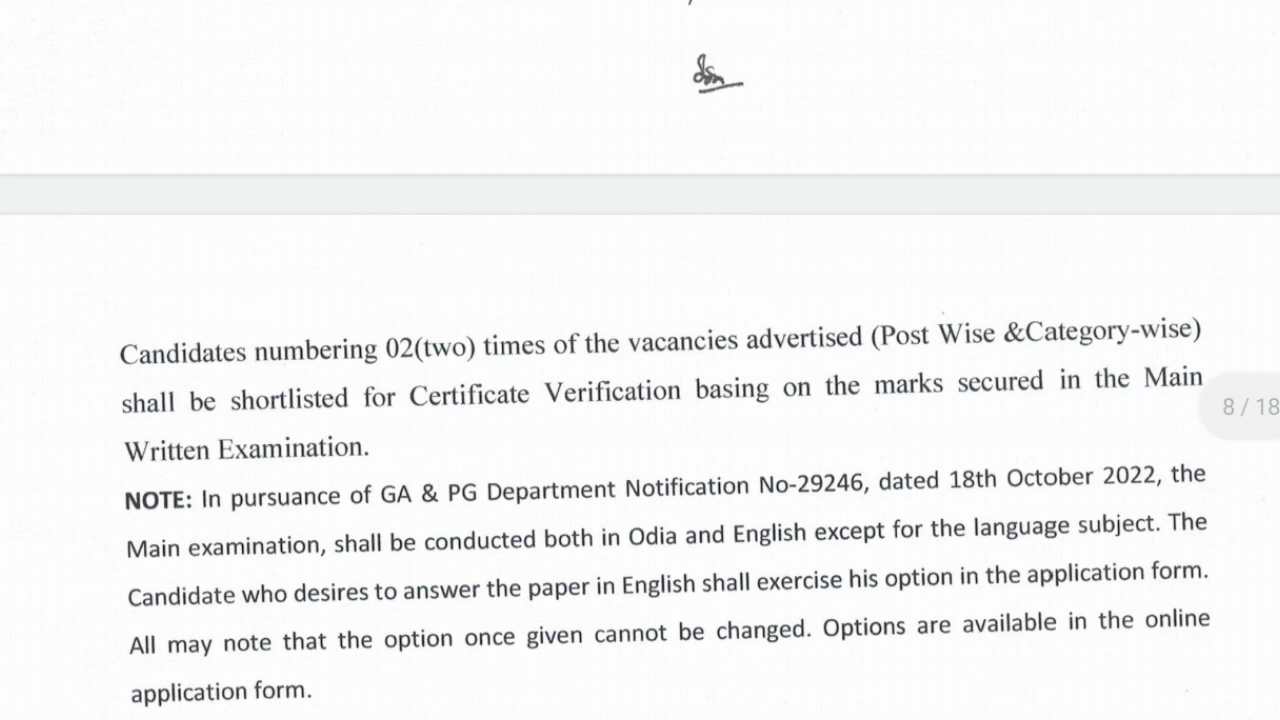 Candidates numbering 02(two) times of the vacancies advertised (Post Wise &Category-wise)
shall be shortlisted for Certificate Verification basing on the marks secured in the Main
Written Examination.
8 / 18
NOTE: In pursuance of GA & PG Department Notification No-29246, dated 18th October 2022, the
Main examination, shall be conducted both in Odia and English except for the language subject. The
Candidate who desires to answer the paper in English shall exercise his option in the application form.
All may note that the option once given cannot be changed. Options are available in the online
application form.